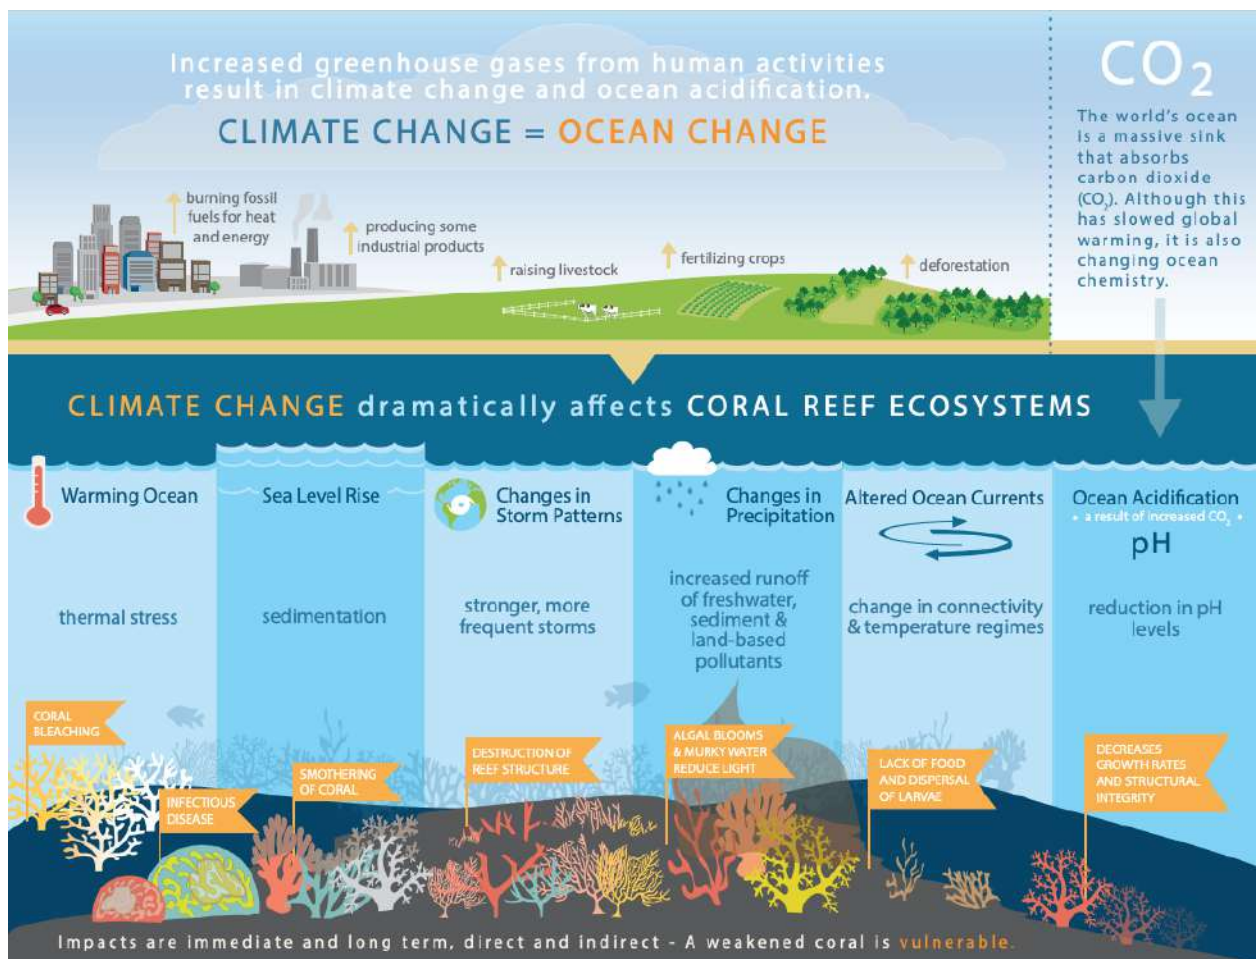 Increased greenhouse gases from human activities
result in climate change and ocean acidification.
CLIMATE CHANGE = OCEAN CHANGE
burning fossil
fuels for heat
and energy
producing some
industrial products
raising livestock
fertilizing crops
deforestation
CO₂
The world's ocean
is a massive sink
that absorbs
carbon dioxide
(CO₂). Although this
has slowed global
warming, it is also
changing ocean
chemistry.
CLIMATE CHANGE dramatically affects CORAL REEF ECOSYSTEMS
Warming Ocean
thermal stress
CORAL
BLEACHING
INFECTIOUS
DISEASE
Sea Level Rise
sedimentation
SMOTHERING
OF CORAL
Changes in
Storm Patterns
stronger, more
frequent storms
DESTRUCTION OF
REEF STRUCTURE
Changes in
Precipitation
increased runoff
of freshwater,
sediment &
land-based
pollutants
ALGAL BLOOMS
& MURKY WATER
REDUCE LIGHT
Altered Ocean Currents
change in connectivity
& temperature regimes
LACK OF FOOD
AND DISPERSAL
OF LARVAE
Ocean Acidification
• a result of increased CO₂ •
pH
reduction in pH
levels
DECREASES
GROWTH RATES
AND STRUCTURAL
INTEGRITY
Impacts are immediate and long term, direct and indirect - A weakened coral is vulnerable.